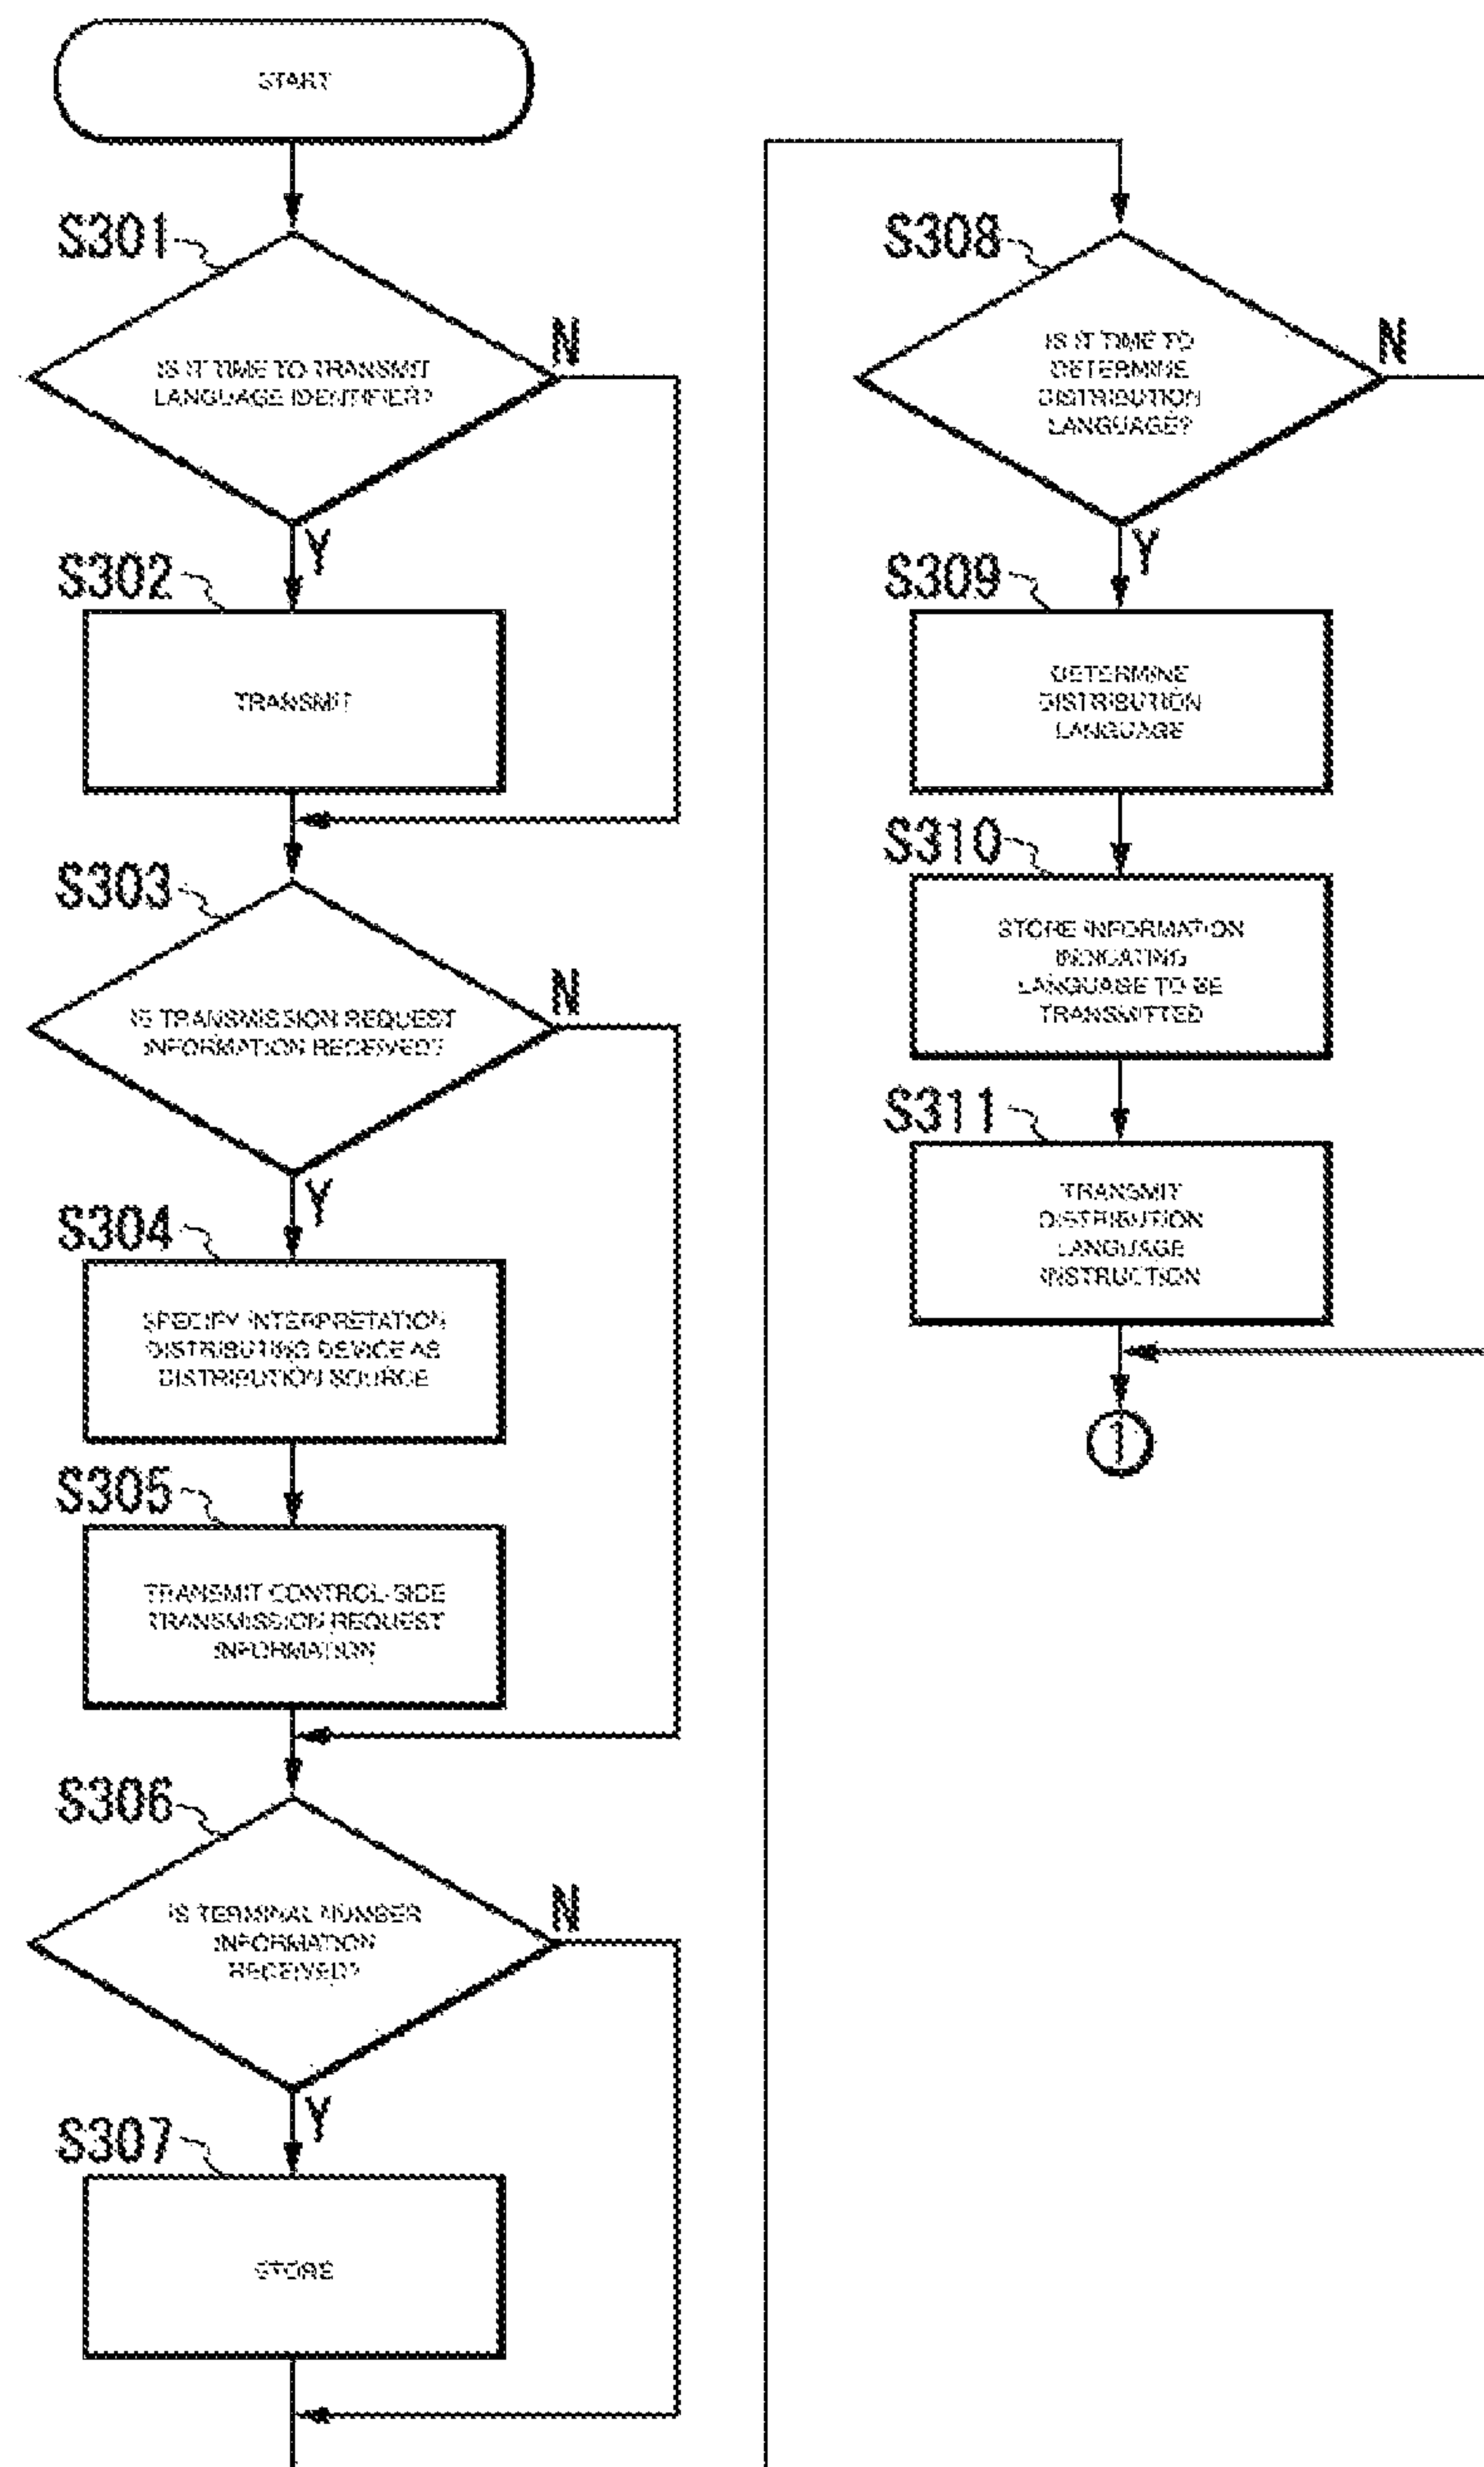 START
S301
IS IT TIME TO TRANSMIT
LANGUAGE IDENTIFIER?
N
Y
S302
TRANSMIT
S303
IS TRANSMISSION REQUEST
INFORMATION RECEIVED?
N
Y
S304
SPECIFY INTERPRETATION
DISTRIBUTING DEVICE AS
DISTRIBUTION SOURCE
S305
TRANSMIT CONTROL-SIDE
TRANSMISSION REQUEST
INFORMATION
S306
IS TERMINAL NUMBER
INFORMATION
RECEIVED?
N
Y
S307
STORE
S308
IS IT TIME TO
DETERMINE
DISTRIBUTION
LANGUAGE?
N
Y
S309
DETERMINE
DISTRIBUTION
LANGUAGE
S310
STORE INFORMATION
INDICATING
LANGUAGE TO BE
TRANSMITTED
S311
TRANSMIT
DISTRIBUTION
LANGUAGE
INSTRUCTION
1